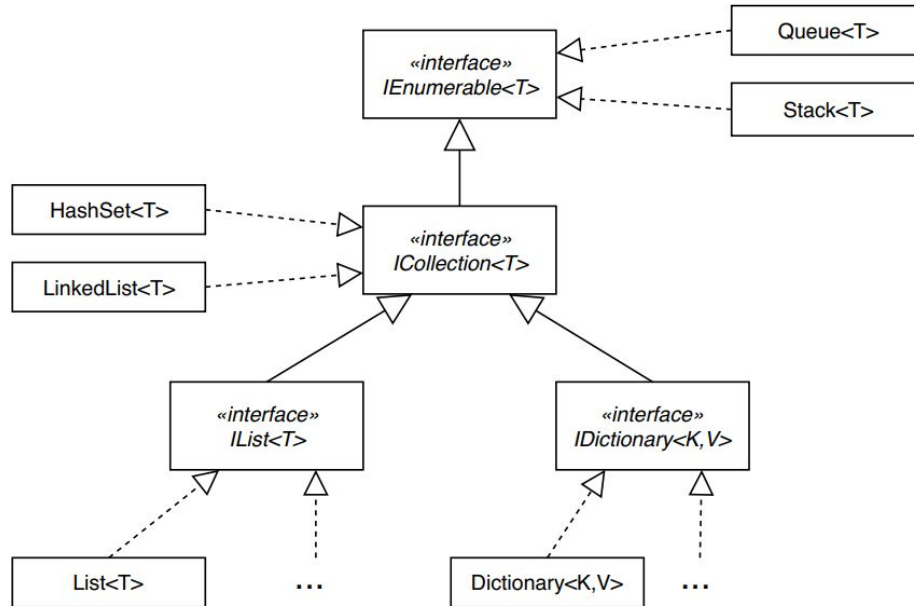 Queue<T>
«interface»
IEnumerable<T>
Stack<T>
HashSet<T>
«interface»
ICollection<T>
LinkedList<T>
«interface»
IList<T>
«interface»
IDictionary<K,V>
List<T>
...
Dictionary<K,V>
...